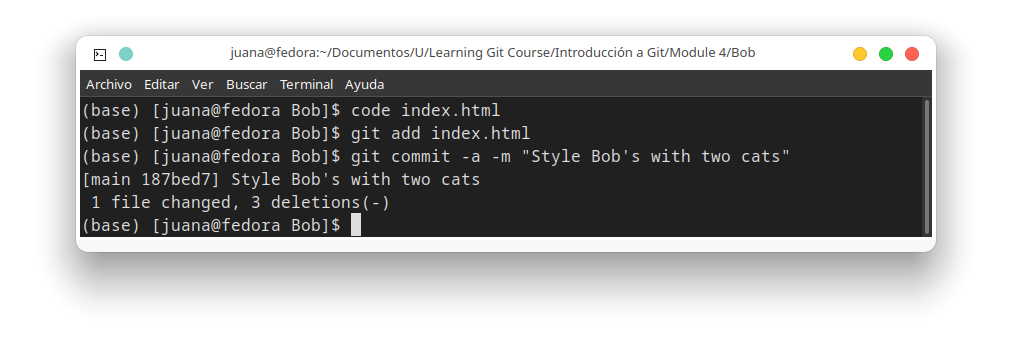 juana@fedora:~/Documentos/U/Learning Git Course/Introducción a Git/Module 4/Bob
Archivo Editar Ver Buscar Terminal Ayuda
(base) [juana@fedora Bob]$ code index.html
(base) [juana@fedora Bob]$ git add index.html
(base) [juana@fedora Bob]$ git commit -a -m "Style Bob's with two cats"
[main 187bed7] Style Bob's with two cats
 1 file changed, 3 deletions(-)
(base) [juana@fedora Bob]$